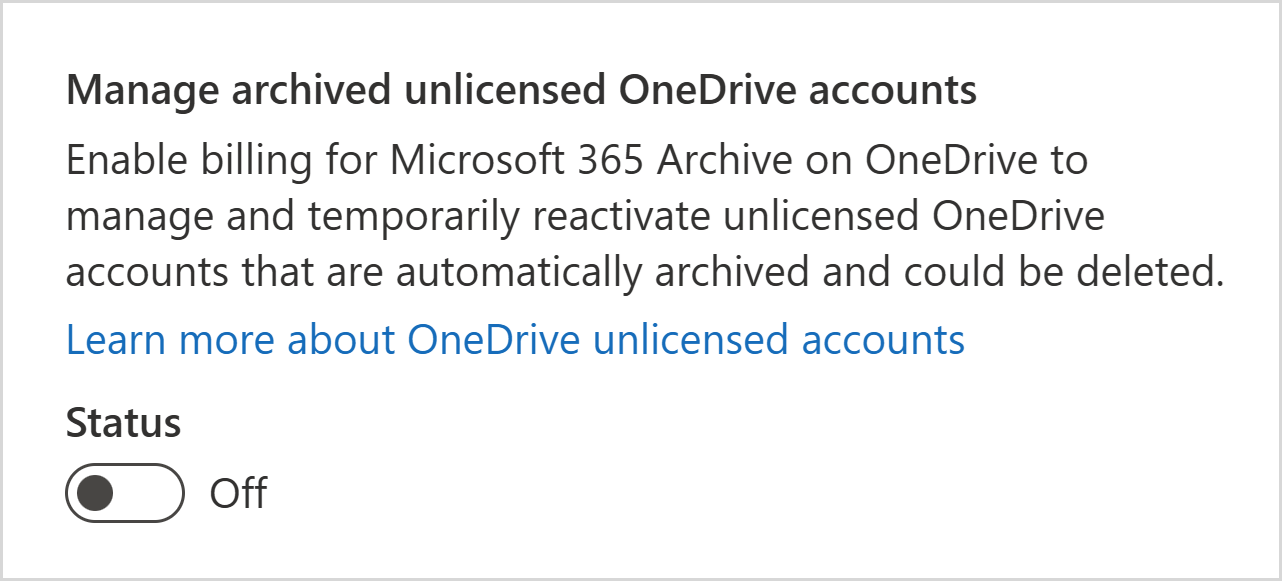 Manage archived unlicensed OneDrive accounts
Enable billing for Microsoft 365 Archive on OneDrive to
manage and temporarily reactivate unlicensed OneDrive
accounts that are automatically archived and could be deleted.
Learn more about OneDrive unlicensed accounts
Status
Off